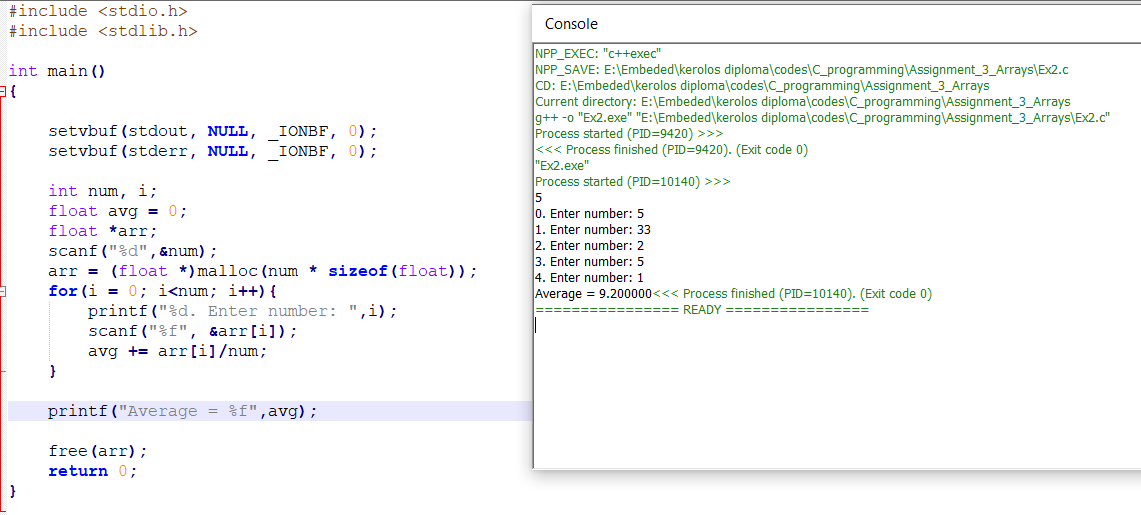 #include <stdio.h>
#include <stdlib.h>
int main()
{
setvbuf(stdout, NULL, _IONBF, 0);
setvbuf(stderr, NULL, _IONBF, 0);
int num, i;
float avg = 0;
float *arr;
scanf("%d",&num);
arr = (float *)malloc(num * sizeof(float));
for(i = 0; i<num; i++){
printf("%d. Enter number: ",i);
scanf("%f", &arr[i]);
avg += arr[i]/num;
}
printf("Average = %f",avg);
free(arr);
return 0;
}
Console
NPP_EXEC: "c++exec"
NPP_SAVE: E:\Embeded\kerolos diploma\codes\C_programming\Assignment_3_Arrays\Ex2.c
CD: E:\Embeded\kerolos diploma\codes\C_programming\Assignment_3_Arrays
Current directory: E:\Embeded\kerolos diploma\codes\C_programming\Assignment_3_Arrays
g++ -o "Ex2.exe" "E:\Embeded\kerolos diploma\codes\C_programming\Assignment_3_Arrays\Ex2.c"
Process started (PID=9420) >>>
<<< Process finished (PID=9420). (Exit code 0)
"Ex2.exe"
Process started (PID=10140) >>>
5
0. Enter number: 5
1. Enter number: 33
2. Enter number: 2
3. Enter number: 5
4. Enter number: 1
Average = 9.200000<<< Process finished (PID=10140). (Exit code 0)
================ READY ================